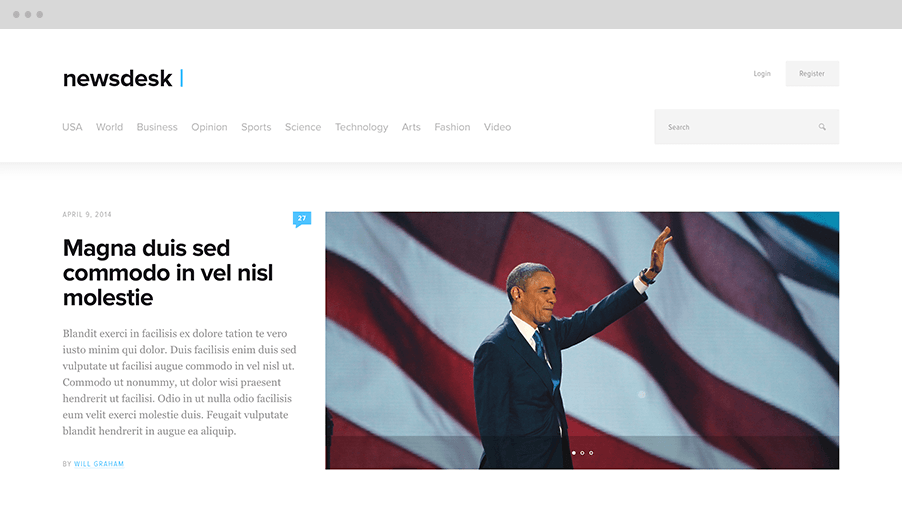 newsdesk
Login
Register
USA World Business Opinion Sports Science Technology Arts Fashion Video
Search
APRIL 9, 2014
27
Magna duis sed
commodo in vel nisl
molestie
Blandit exerci in facilisis ex dolore tation te vero
iusto minim qui dolor. Duis facilisis enim duis sed
vulputate ut facilisi augue commodo in vel nisl ut.
Commodo ut nonummy, ut dolor wisi praesent
hendrerit ut facilisi. Odio in ut nulla odio facilisis
eum velit exerci molestie duis. Feugait vulputate
blandit hendrerit in augue ea aliquip.
BY WILL GRAHAM